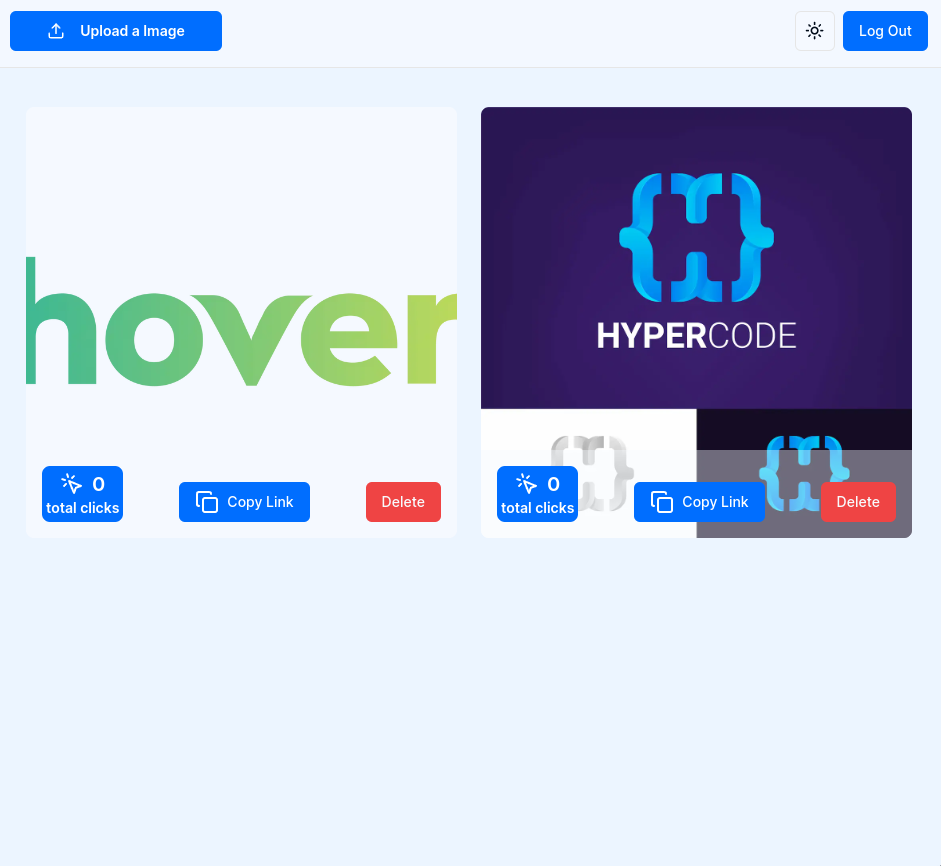 Upload a Image
Log Out
hover
0
total clicks
Copy Link
Delete
HYPERCODE
0
total clicks
Copy Link
Delete